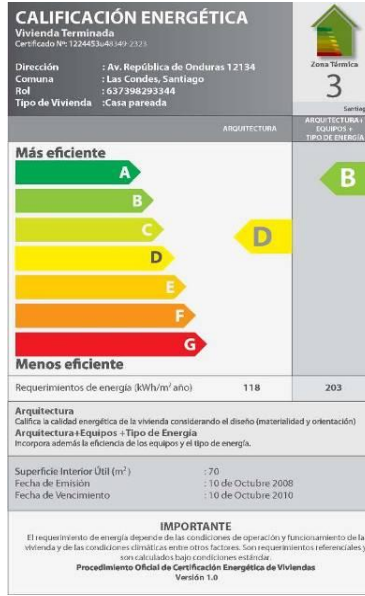 CALIFICACIÓN ENERGÉTICA
Vivienda Terminada
Certificado Nº: 1224453u48349-2323
Dirección : Av. República de Onduras 12134
Comuna : Las Condes, Santiago
Rol : 637398293344
Tipo de Vivienda :Casa pareada
Zona Térmica
3
Santiag
ARQUITECTURA
ARQUITECTURA+
EQUIPOS +
TIPO DE ENERGÍA
Más eficiente
A
B
C
D
E
F
G
D
B
Menos eficiente
Requerimientos de energía (kWh/m² año) 118 203
Arquitectura
Califica la calidad energética de la vivienda considerando el diseño (materialidad y orientación)
Arquitectura+Equipos +Tipo de Energía
Incorpora además la eficiencia de los equipos y el tipo de energía.
Superficie Interior Útil (m²) : 70
Fecha de Emisión : 10 de Octubre 2008
Fecha de Vencimiento : 10 de Octubre 2010
IMPORTANTE
El requerimiento de energía depende de las condiciones de operación y funcionamiento de la
vivienda y de las condiciones climáticas entre otros factores. Son requerimientos referenciales y
son calculados bajo condiciones estándar.
Procedimiento Oficial de Certificación Energética de Viviendas
Versión 1.0